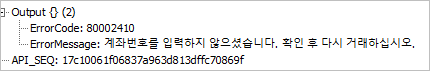 Output {} (2)
ErrorCode: 80002410
ErrorMessage: 계좌번호를 입력하지 않으셨습니다. 확인 후 다시 거래하십시오.
API_SEQ: 17c10061f06837a963d813dffc70869f